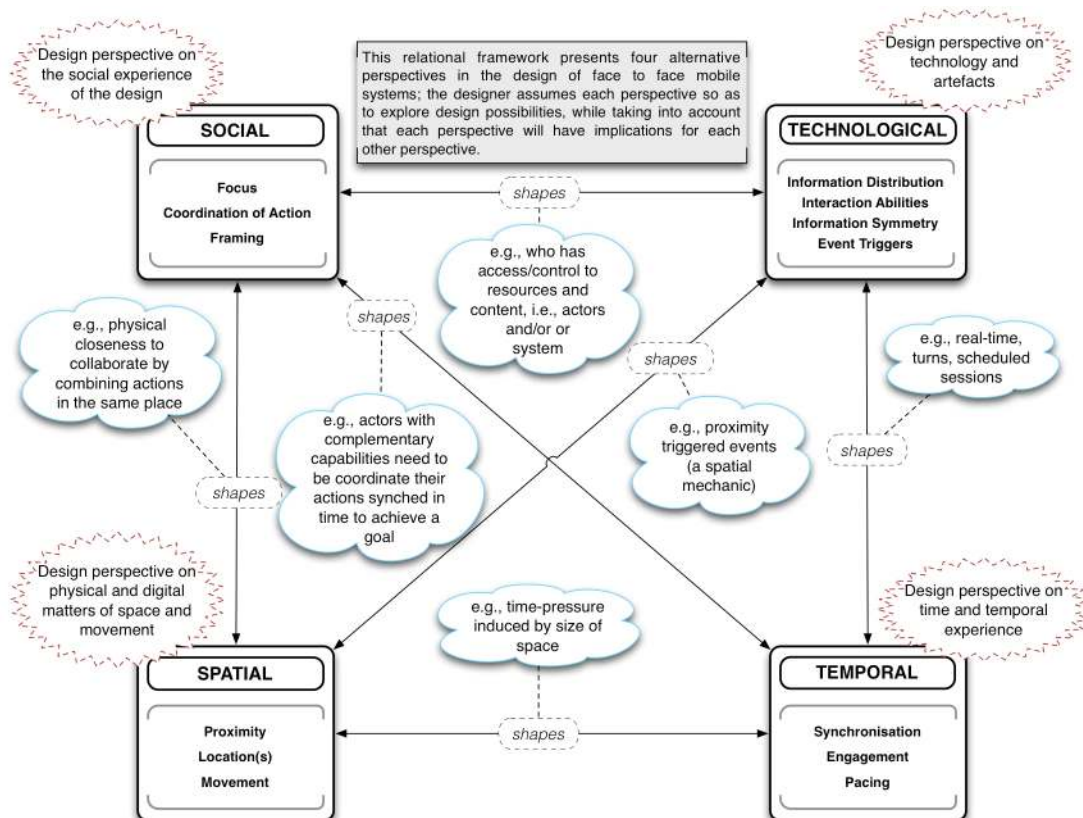 Design perspective on
the social experience
of the design
SOCIAL
Focus
Coordination of Action
Framing
This relational framework presents four alternative
perspectives in the design of face to face mobile
systems; the designer assumes each perspective so as
to explore design possibilities, while taking into account
that each perspective will have implications for each
other perspective.
Design perspective on
technology and
artefacts
TECHNOLOGICAL
Information Distribution
Interaction Abilities
Information Symmetry
Event Triggers
shapes
e.g., who has
access/control to
resources and
content, i.e., actors
and/or or
system
e.g., physical
closeness to
collaborate by
combining actions
in the same place
shapes
shapes
e.g., actors with
complementary
capabilities need to
be coordinate their
actions synched in
time to achieve a
goal
shapes
e.g., proximity
triggered events
(a spatial
mechanic)
e.g., real-time,
turns, scheduled
sessions
shapes
Design perspective on
physical and digital
matters of space and
movement
SPATIAL
Proximity
Location(s)
Movement
e.g., time-pressure
induced by size of
space
shapes
Design perspective on
time and temporal
experience
TEMPORAL
Synchronisation
Engagement
Pacing